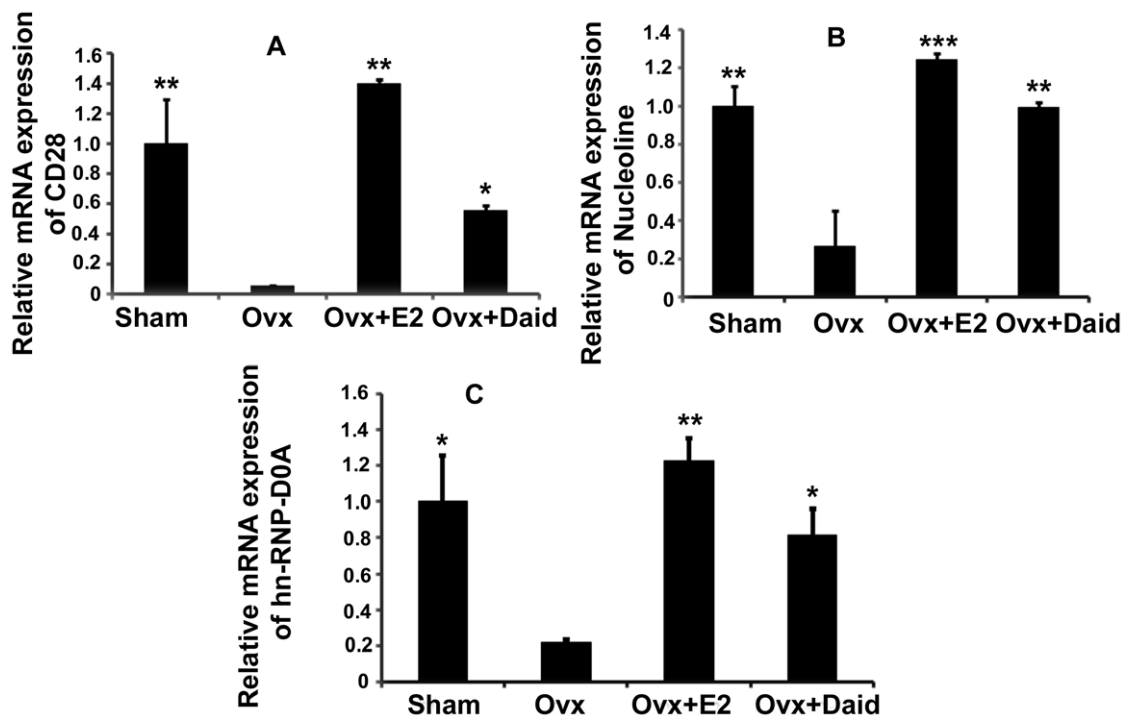 A
Relative mRNA expression
of CD28
1.6
1.4
1.2
1.0
0.8
0.6
0.4
0.2
0
**
**
*
Sham Ovx Ovx+E2 Ovx+Daid
B
Relative mRNA expression
of Nucleoline
1.4
1.2
1.0
0.8
0.6
0.4
0.2
0
**
***
**
Sham Ovx Ovx+E2 Ovx+Daid
C
Relative mRNA expression
of hn-RNP-D0A
1.6
1.4
1.2
1.0
0.8
0.6
0.4
0.2
0
*
**
*
Sham Ovx Ovx+E2 Ovx+Daid